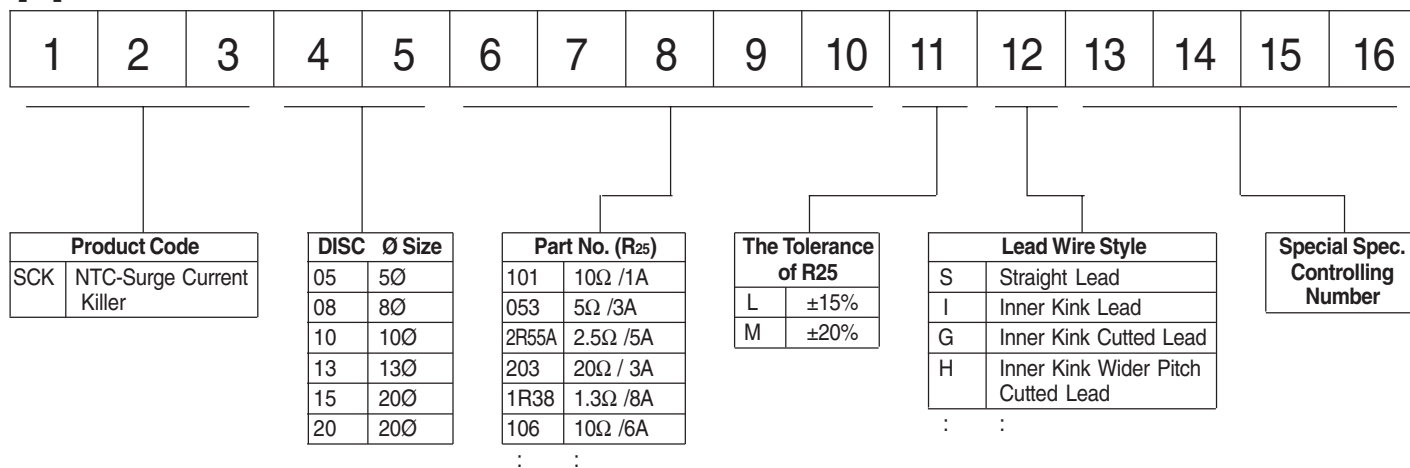 1 2 3 4 5 6 7 8 9 10 11 12 13 14 15 16
Product Code
SCK NTC-Surge Current
Killer
DISC Ø Size
05 5Ø
08 8Ø
10 10Ø
13 13Ø
15 20Ø
20 20Ø
Part No. (R25)
101 10Ω /1A
053 5Ω /3A
2R55A 2.5Ω /5A
203 20Ω / 3A
1R38 1.3Ω /8A
106 10Ω /6A
: :
The Tolerance
of R25
L ±15%
M ±20%
Lead Wire Style
S Straight Lead
I Inner Kink Lead
G Inner Kink Cutted Lead
H Inner Kink Wider Pitch
Cutted Lead
: :
Special Spec.
Controlling
Number